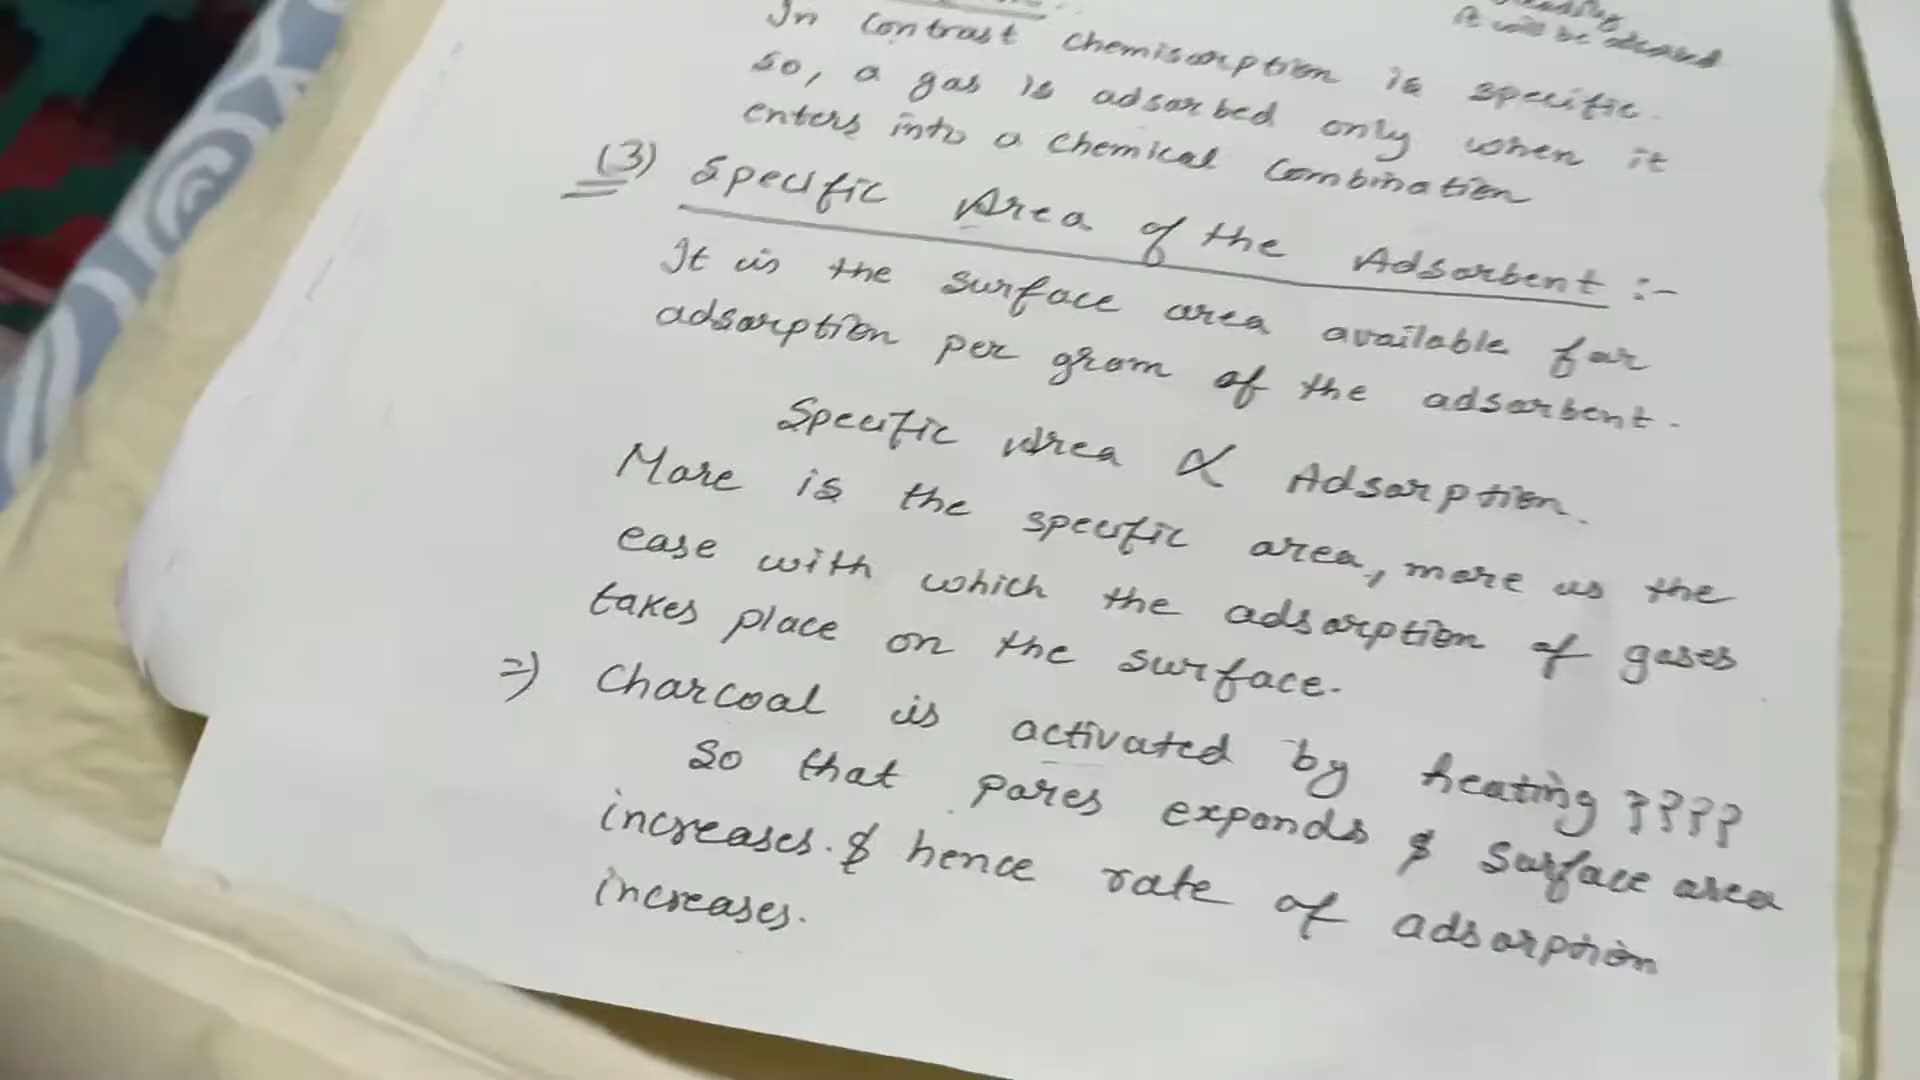 it will be
In contrast chemisorption is specific.
so, a gas is adsorbed only when it
enters into a chemical combination
(3) Specific Area of the Adsorbent :-
It is the surface area available for
adsorption per gram of the adsorbent.
Specific Area ∝ Adsorption.
More is the specific area, more is the
ease with which the adsorption of gases
takes place on the surface.
=) Charcoal is activated by heating ????
so that pores expands & surface area
increases. & hence rate of adsorption
increases.